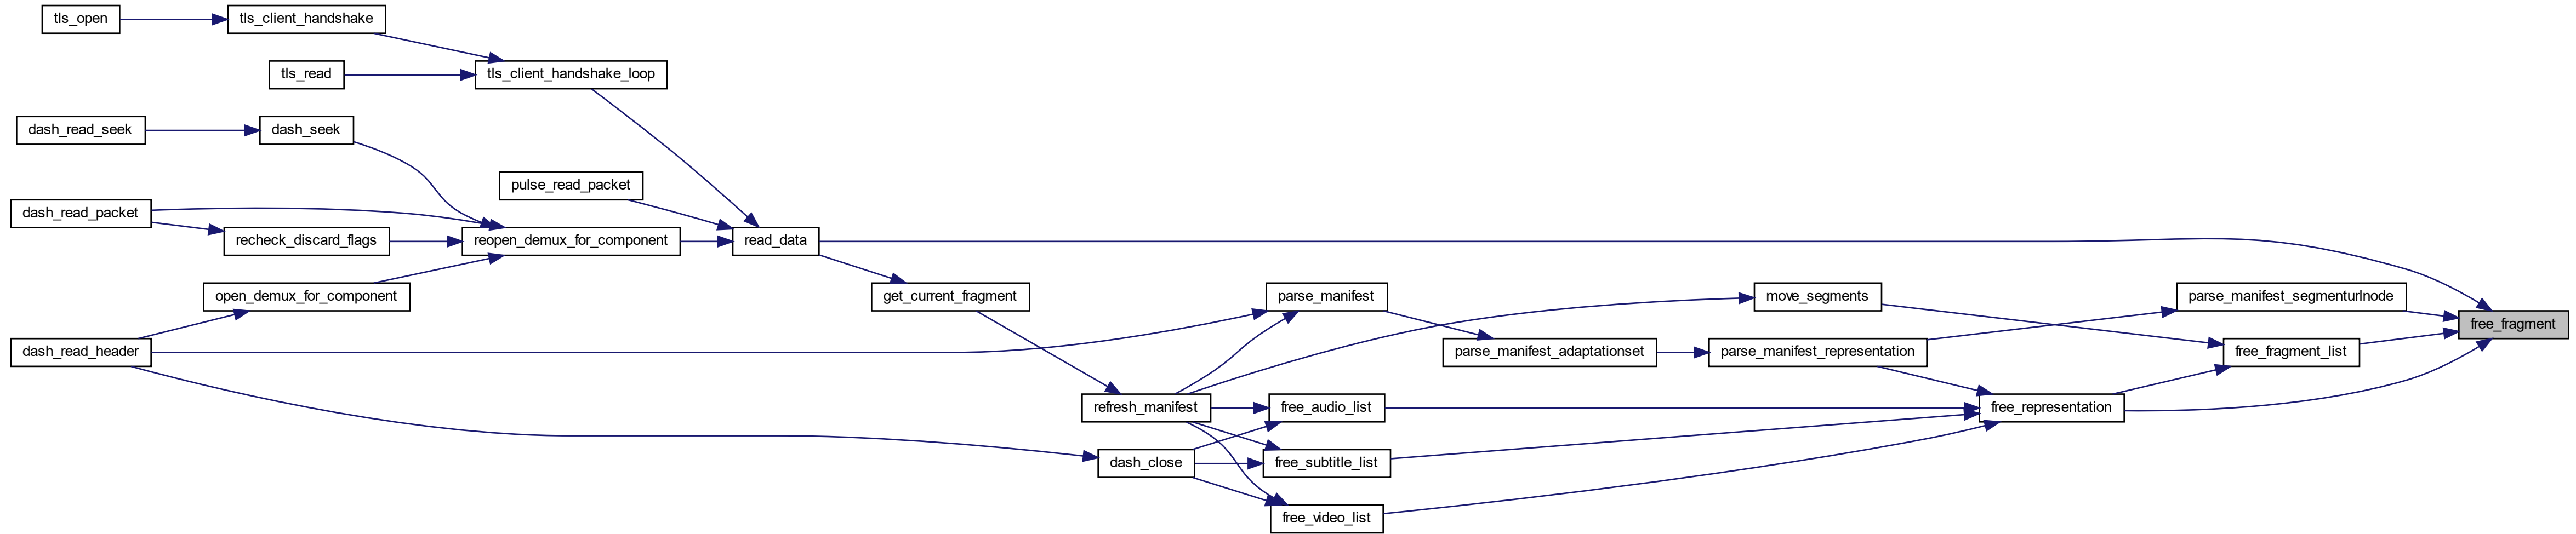 tls_open
tls_client_handshake
tls_read
tls_client_handshake_loop
dash_read_seek
dash_seek
pulse_read_packet
dash_read_packet
recheck_discard_flags
reopen_demux_for_component
read_data
open_demux_for_component
get_current_fragment
parse_manifest
move_segments
parse_manifest_segmenturlnode
free_fragment
dash_read_header
parse_manifest_adaptationset
parse_manifest_representation
free_fragment_list
refresh_manifest
free_audio_list
free_representation
dash_close
free_subtitle_list
free_video_list